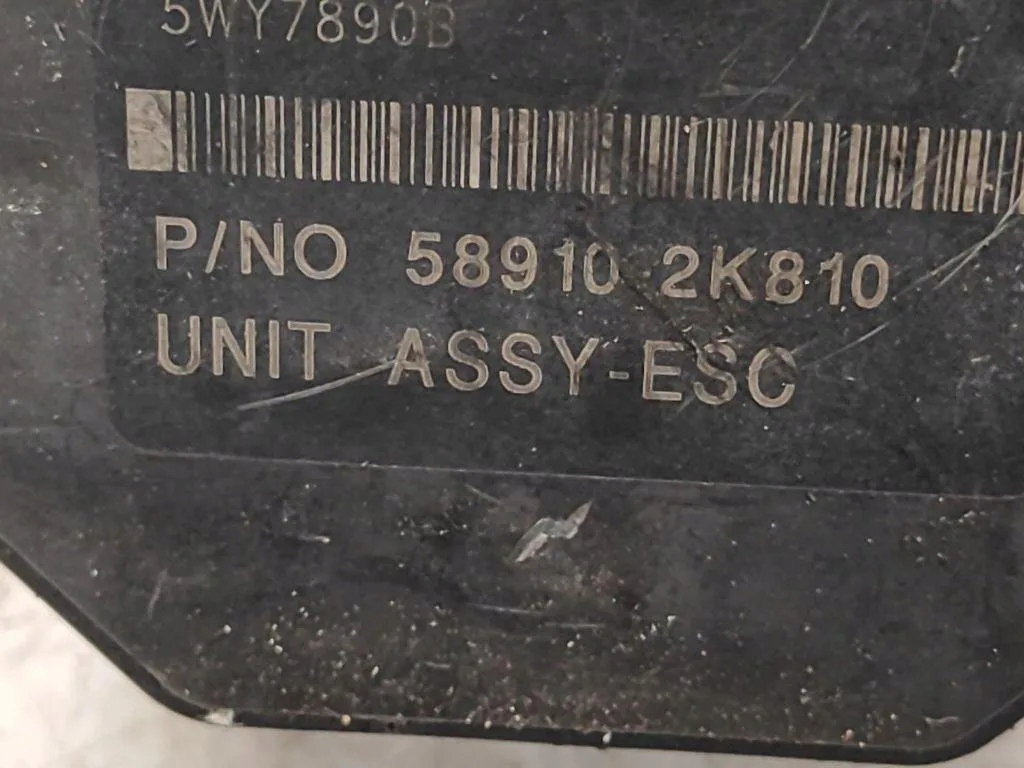 5WY7890B
P/NO 58910 2K810
UNIT ASSY-ESC